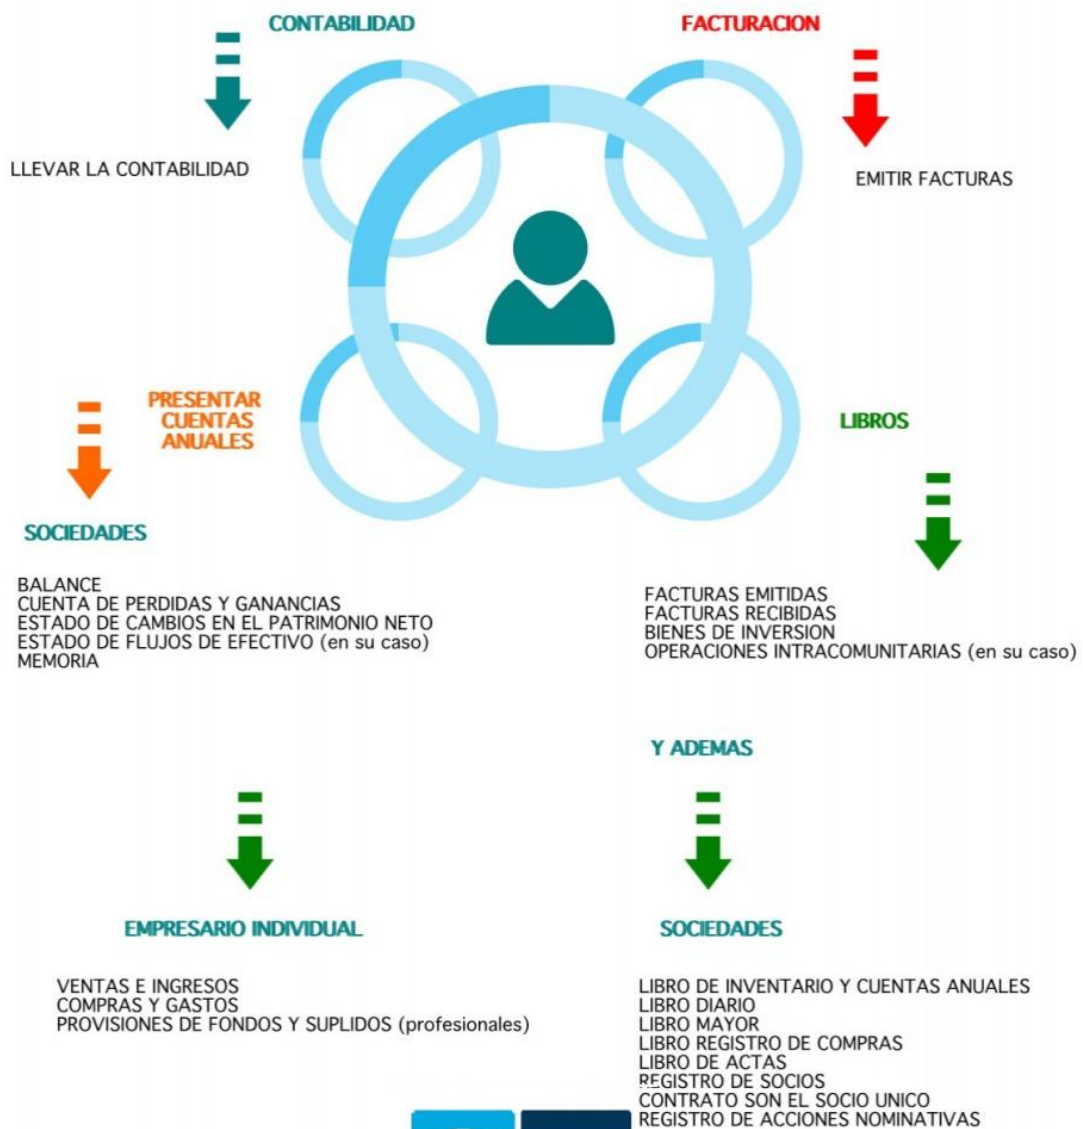 CONTABILIDAD
FACTURACION
LLEVAR LA CONTABILIDAD
EMITIR FACTURAS
PRESENTAR
CUENTAS
ANUALES
LIBROS
SOCIEDADES
BALANCE
CUENTA DE PERDIDAS Y GANANCIAS
ESTADO DE CAMBIOS EN EL PATRIMONIO NETO
ESTADO DE FLUJOS DE EFECTIVO (en su caso)
MEMORIA
FACTURAS EMITIDAS
FACTURAS RECIBIDAS
BIENES DE INVERSION
OPERACIONES INTRACOMUNITARIAS (en su caso)
Y ADEMAS
EMPRESARIO INDIVIDUAL
VENTAS E INGRESOS
COMPRAS Y GASTOS
PROVISIONES DE FONDOS Y SUPLIDOS (profesionales)
SOCIEDADES
LIBRO DE INVENTARIO Y CUENTAS ANUALES
LIBRO DIARIO
LIBRO MAYOR
LIBRO REGISTRO DE COMPRAS
LIBRO DE ACTAS
REGISTRO DE SOCIOS
CONTRATO SON EL SOCIO UNICO
REGISTRO DE ACCIONES NOMINATIVAS